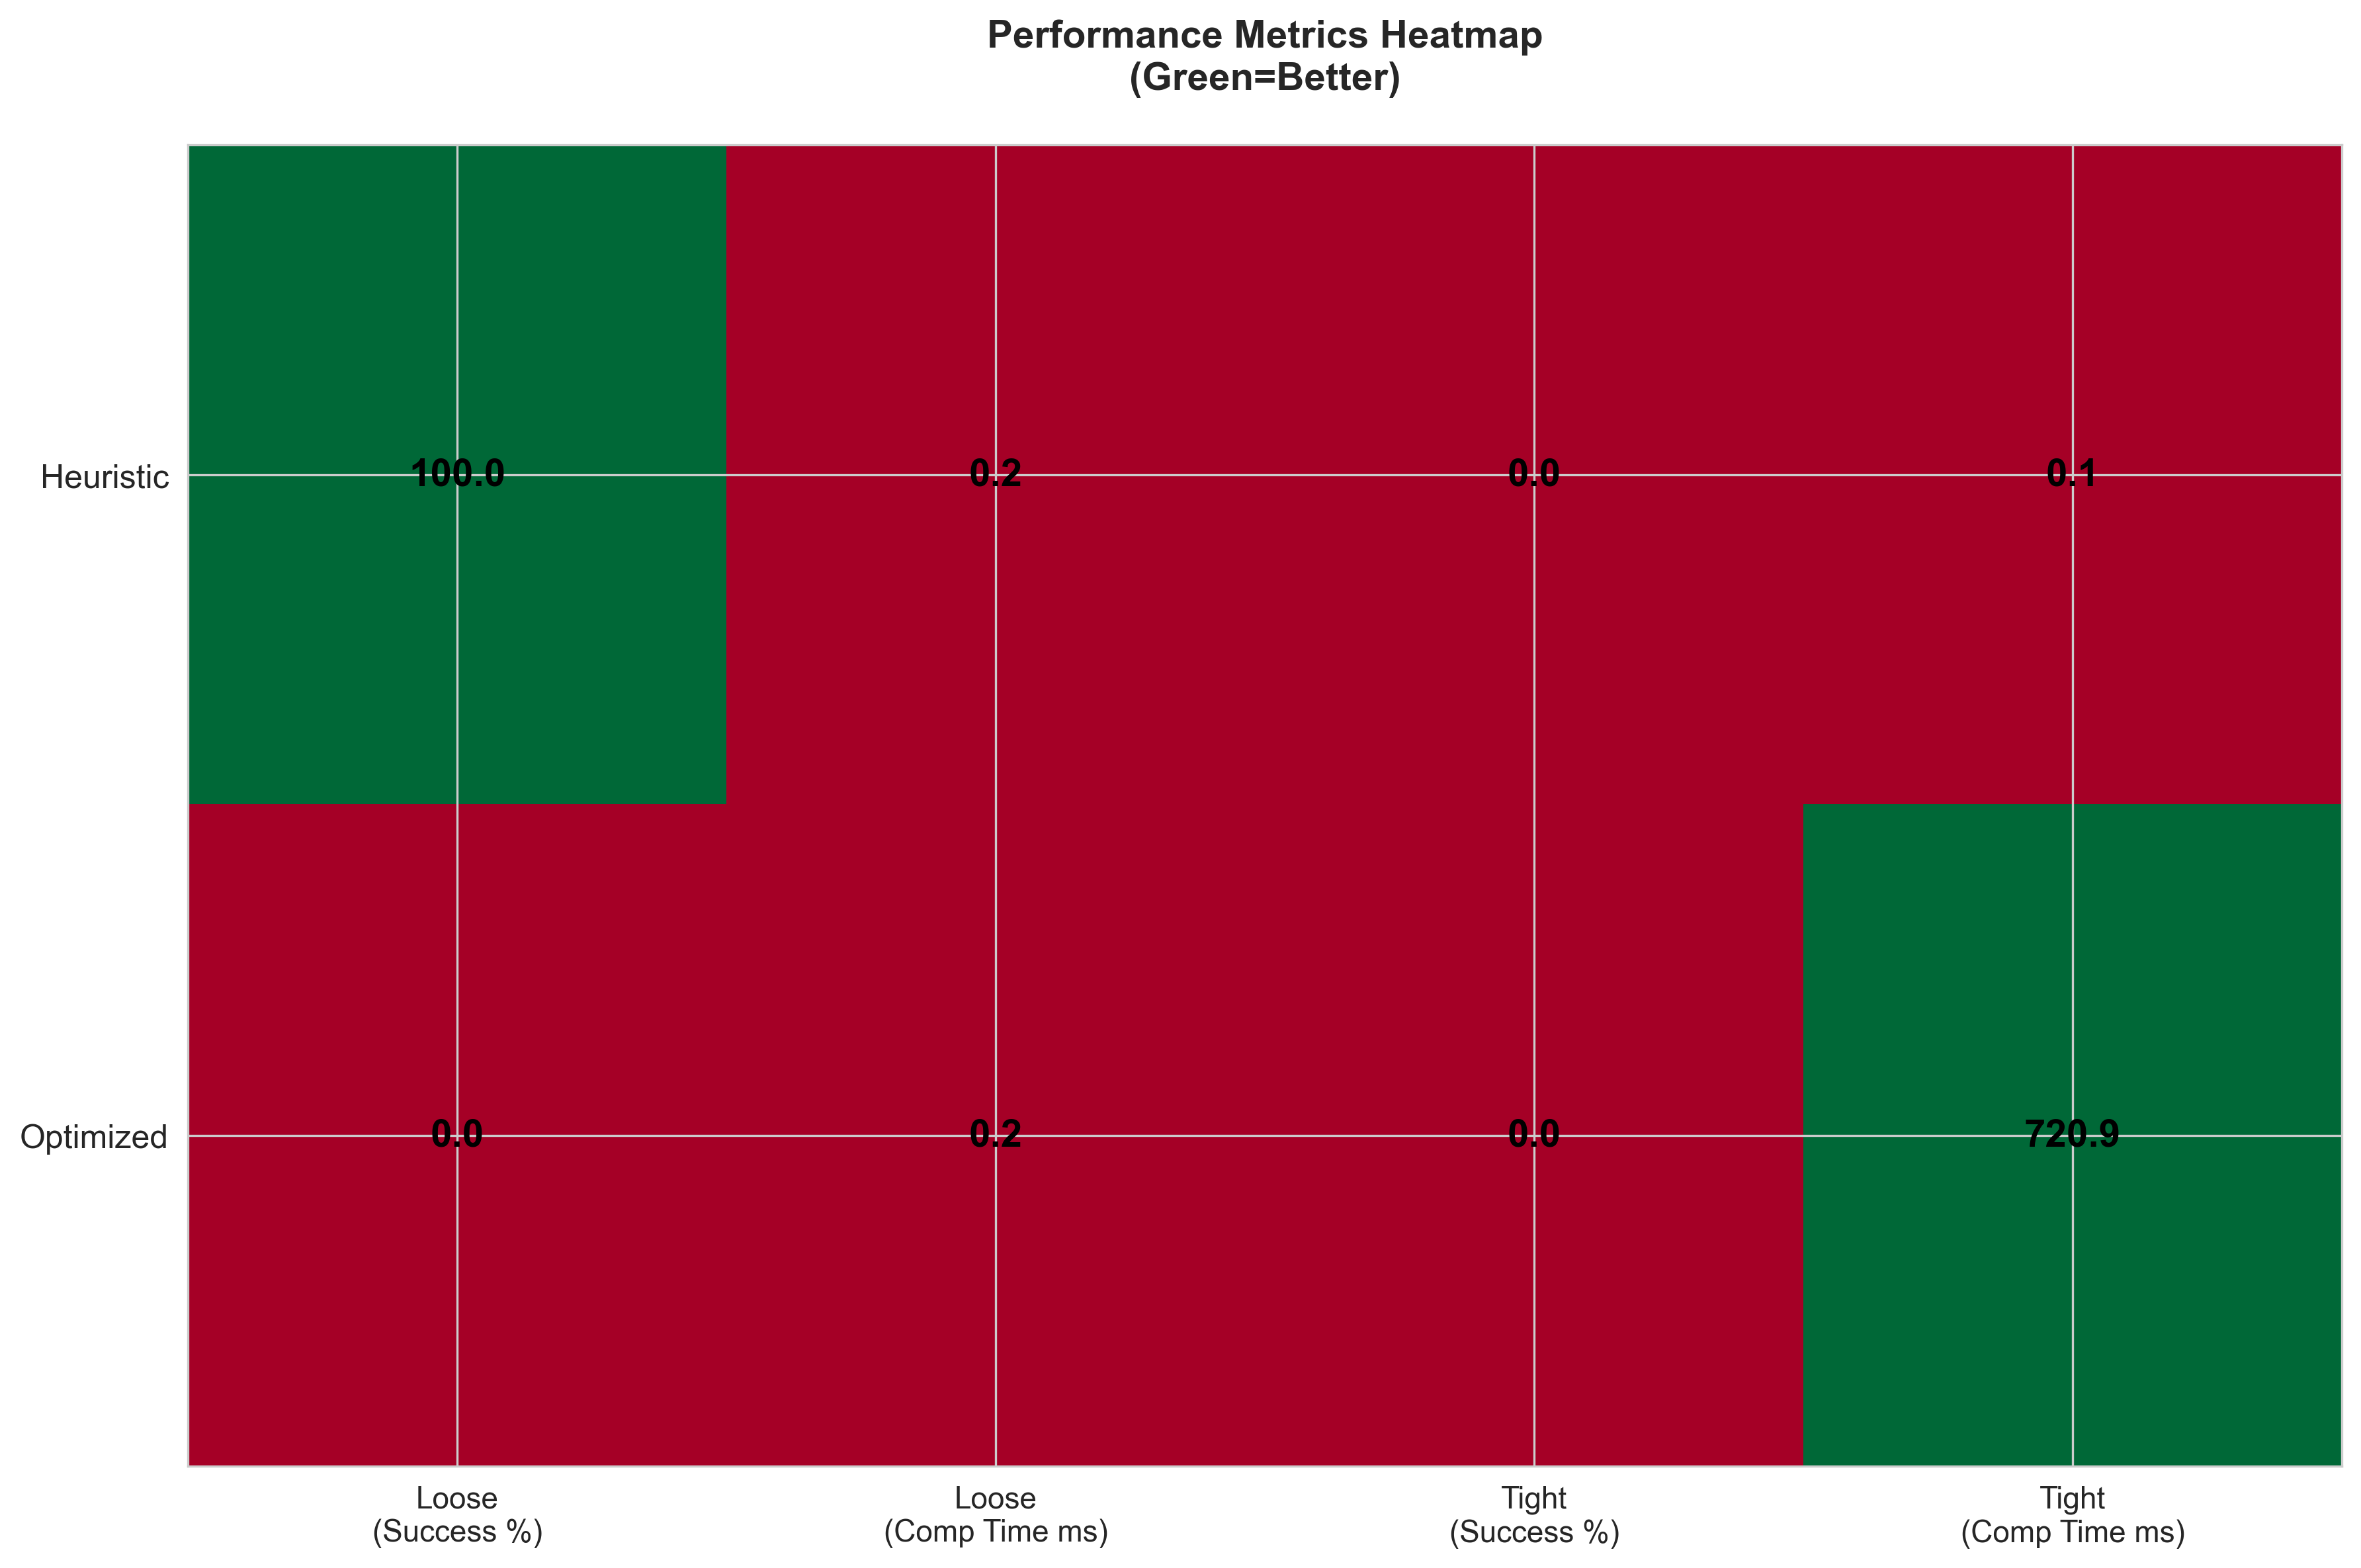 Performance Metrics Heatmap
(Green=Better)
Heuristic
100.0
0.2
0.0
0.1
Optimized
0.0
0.2
0.0
720.9
Loose
(Success %)
Loose
(Comp Time ms)
Tight
(Success %)
Tight
(Comp Time ms)